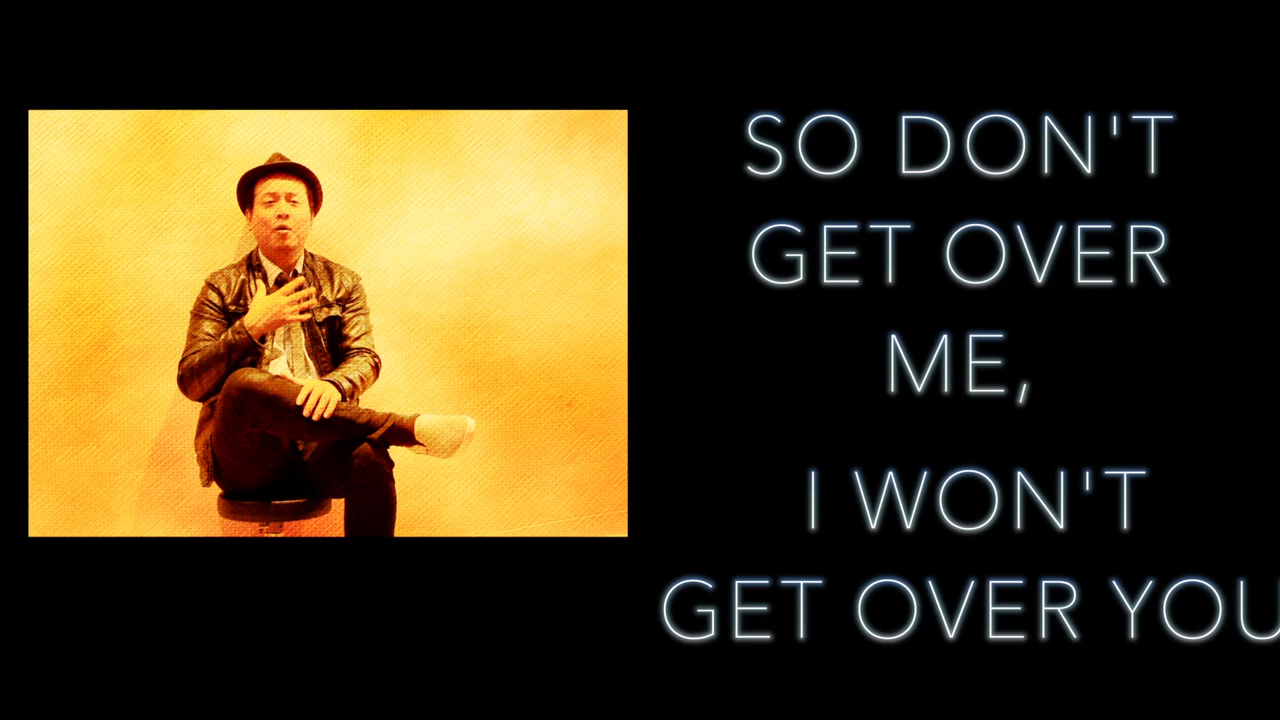 SO DON'T
GET OVER
ME,
I WON'T
GET OVER YOU